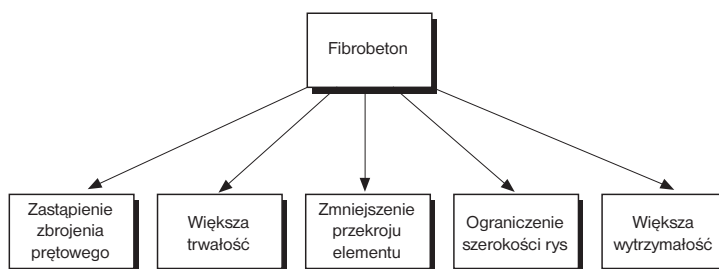 Fibrobeton
Zastąpienie
zbrojenia
prętowego
Większa
trwałość
Zmniejszenie
przekroju
elementu
Ograniczenie
szerokości rys
Większa
wytrzymałość